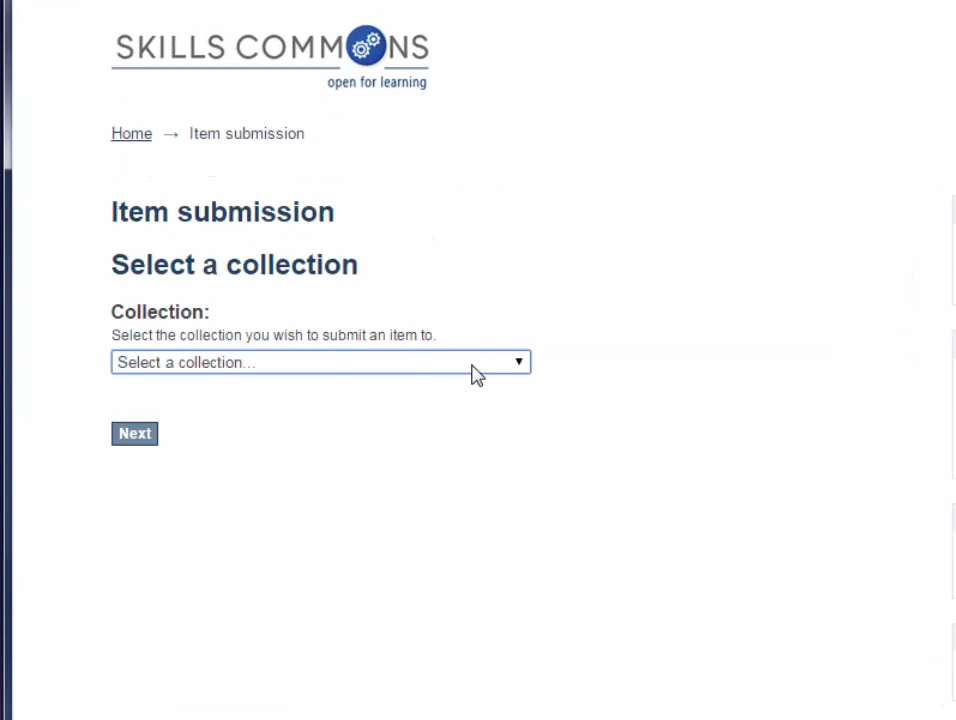 SKILLS COMMONS
open for learning
Home → Item submission
Item submission
Select a collection
Collection:
Select the collection you wish to submit an item to.
Select a collection...
Next